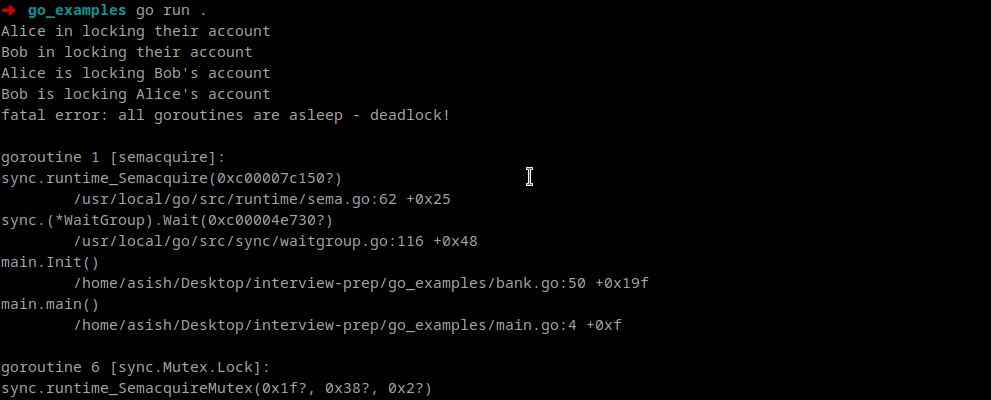 → go_examples go run .
Alice in locking their account
Bob in locking their account
Alice is locking Bob's account
Bob is locking Alice's account
fatal error: all goroutines are asleep - deadlock!
goroutine 1 [semacquire]:
sync.runtime_Semacquire(0xc00007c150?)
/usr/local/go/src/runtime/sema.go:62 +0x25
sync.(*WaitGroup).Wait(0xc00004e730?)
/usr/local/go/src/sync/waitgroup.go:116 +0x48
main.Init()
/home/asish/Desktop/interview-prep/go_examples/bank.go:50 +0x19f
main.main()
/home/asish/Desktop/interview-prep/go_examples/main.go:4 +0xf
goroutine 6 [sync.Mutex.Lock]:
sync.runtime_SemacquireMutex(0x1f?, 0x38?, 0x2?)